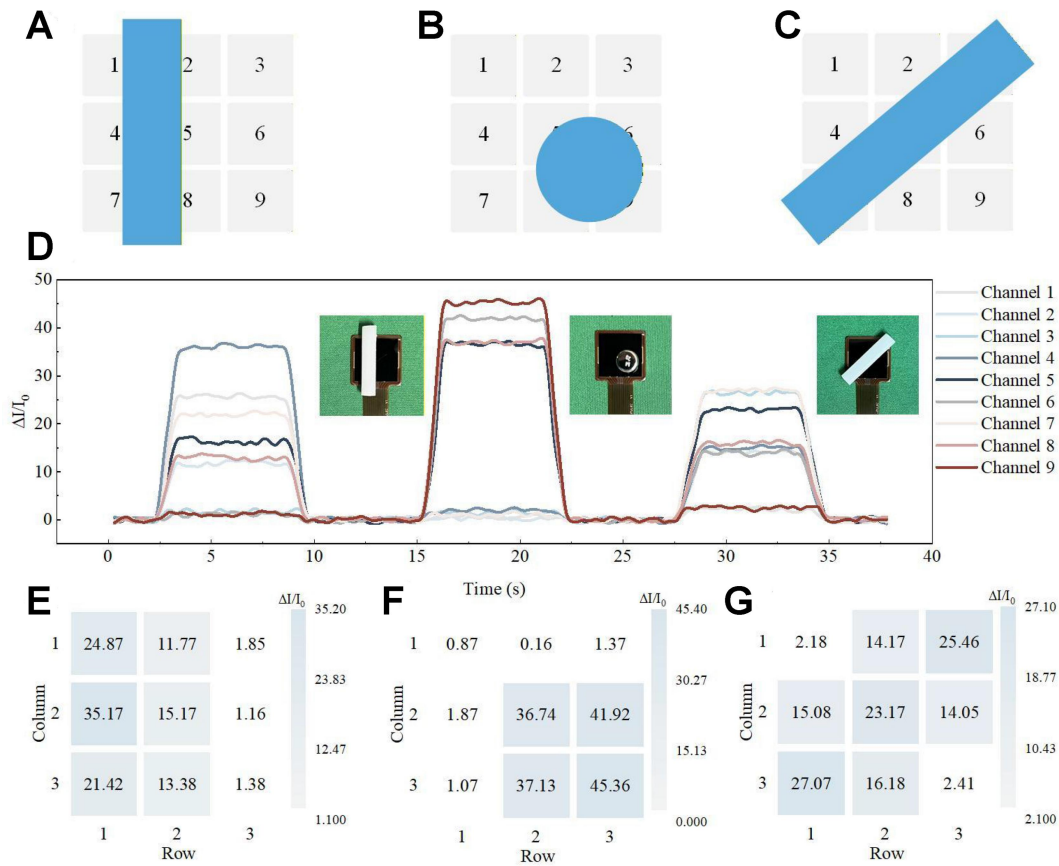 A
1 2 3
4 5 6
7 8 9
B
1 2 3
4
7
C
1 2
4 6
8 9
D
50
40
30
20
10
0
ΔI/I0
0 5 10 15 20 25 30 35 40
Time (s)
Channel 1
Channel 2
Channel 3
Channel 4
Channel 5
Channel 6
Channel 7
Channel 8
Channel 9
E
ΔI/I0
35.20
23.83
12.47
1.100
Column
1 24.87 11.77 1.85
2 35.17 15.17 1.16
3 21.42 13.38 1.38
1 2 3
Row
F
ΔI/I0
45.40
30.27
15.13
0.000
Column
1 0.87 0.16 1.37
2 1.87 36.74 41.92
3 1.07 37.13 45.36
1 2 3
Row
G
ΔI/I0
27.10
18.77
10.43
2.100
Column
1 2.18 14.17 25.46
2 15.08 23.17 14.05
3 27.07 16.18 2.41
1 2 3
Row